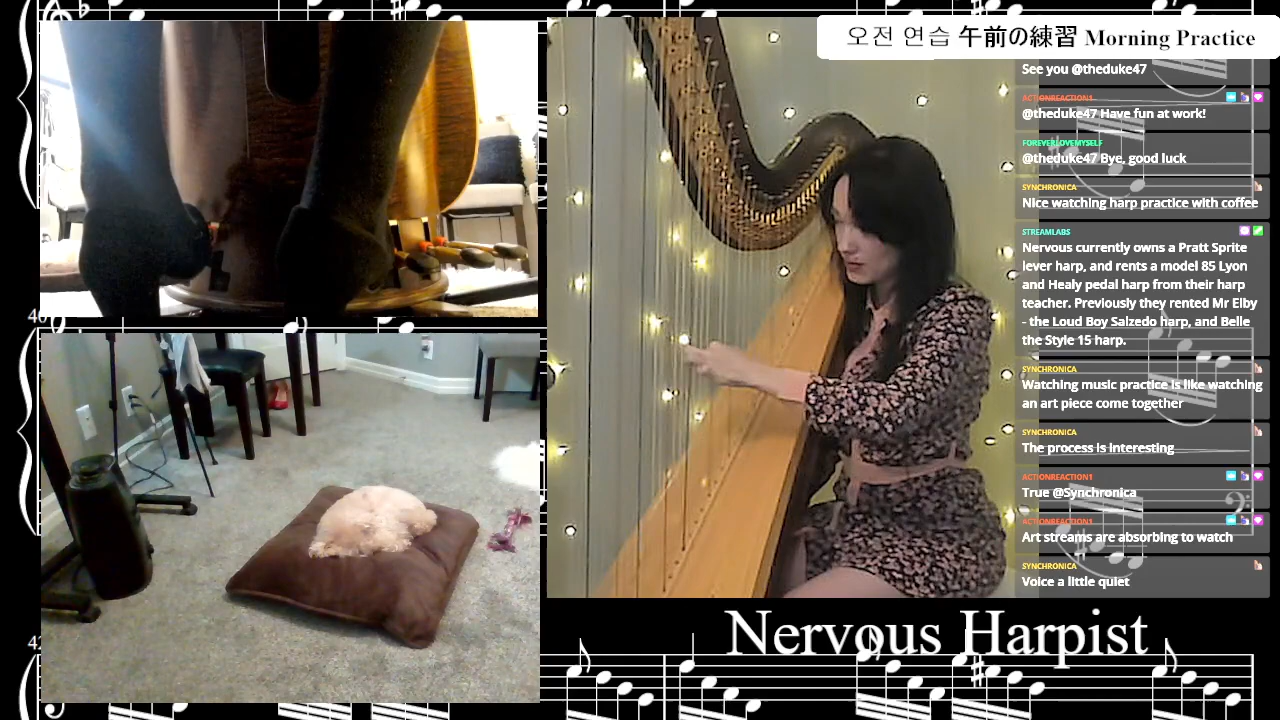 오전 연습 午前の練習 Morning Practice
See you @theduke47
ACTIONREACTION1
@theduke47 Have fun at work!
FOREVERLOVEMYSELF
@theduke47 Bye, good luck
SYNCHRONICA
Nice watching harp practice with coffee
STREAMLABS
Nervous currently owns a Pratt Sprite
lever harp, and rents a model 85 Lyon
and Healy pedal harp from their harp
teacher. Previously they rented Mr Elby
- the Loud Boy Salzedo harp, and Belle
the Style 15 harp.
SYNCHRONICA
Watching music practice is like watching
an art piece come together
SYNCHRONICA
The process is interesting
ACTIONREACTION1
True @Synchronica
ACTIONREACTION1
Art streams are absorbing to watch
SYNCHRONICA
Voice a little quiet
Nervous Harpist
42